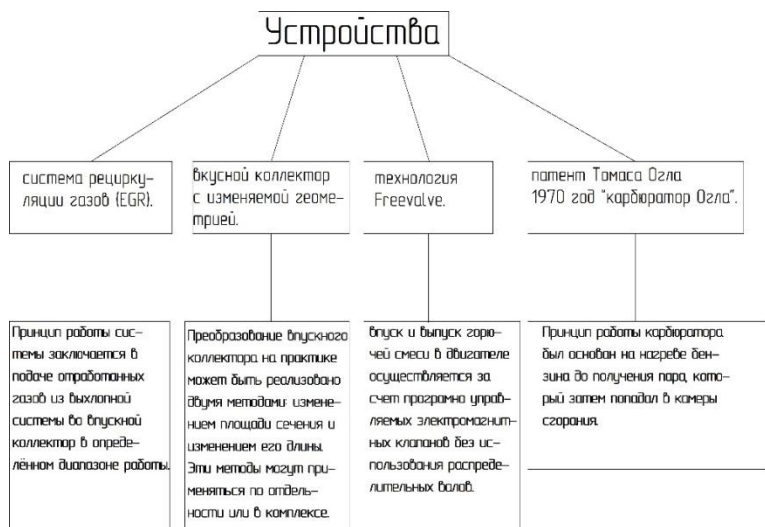 Устройства
система рецирку-
ляции газов (EGR).
вкусной коллектор
с изменяемой геоме-
трией.
технология
Freevalve.
патент Томаса Огла
1970 год "карбюратор Огла".
Принцип работы сис-
темы заключается в
подаче отработанных
газов из выхлопной
системы во впускной
коллектор в опреде-
лённом диапазоне работы.
Преобразование впускного
коллектора на практике
может быть реализовано
двумя методами: измене-
нием площади сечения и
изменением его длины.
Эти методы могут при-
меняться по отдель-
ности или в комплексе.
впуск и выпуск горю-
чей смеси в двигателе
осуществляется за
счет програмно управ-
ляемых электромагнит-
ных клапанов без ис-
пользования распреде-
лительных валов.
Принцип работы карбюратора
был основан на нагреве бен-
зина до получения пара, кото-
рый затем попадал в камеры
сгорания.